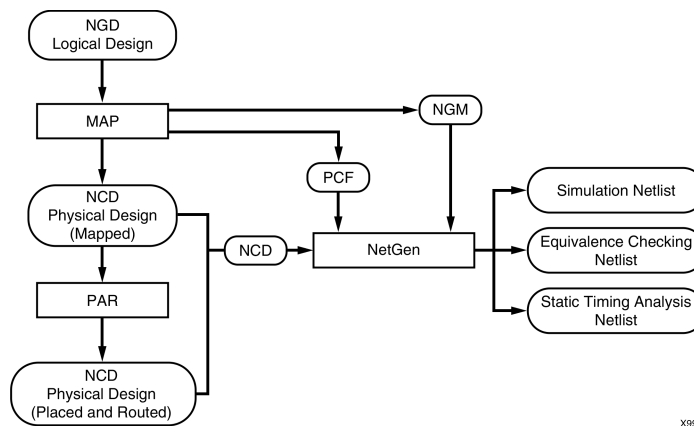 NGD
Logical Design
MAP
NGM
PCF
NCD
Physical Design
(Mapped)
NCD
NetGen
Simulation Netlist
Equivalence Checking
Netlist
Static Timing Analysis
Netlist
PAR
NCD
Physical Design
(Placed and Routed)